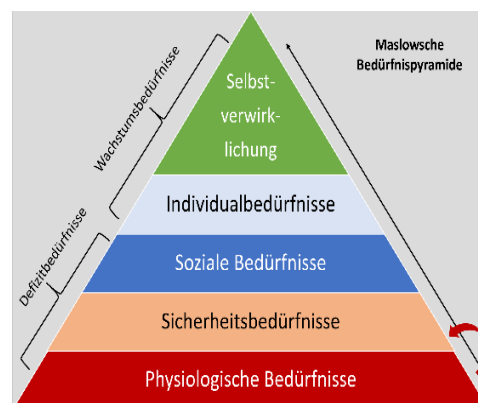 Maslowsche
Bedürfnispyramide
Wachstumsbedürfnisse
Defizitbedürfnisse
Selbst-
verwirk-
lichung
Individualbedürfnisse
Soziale Bedürfnisse
Sicherheitsbedürfnisse
Physiologische Bedürfnisse